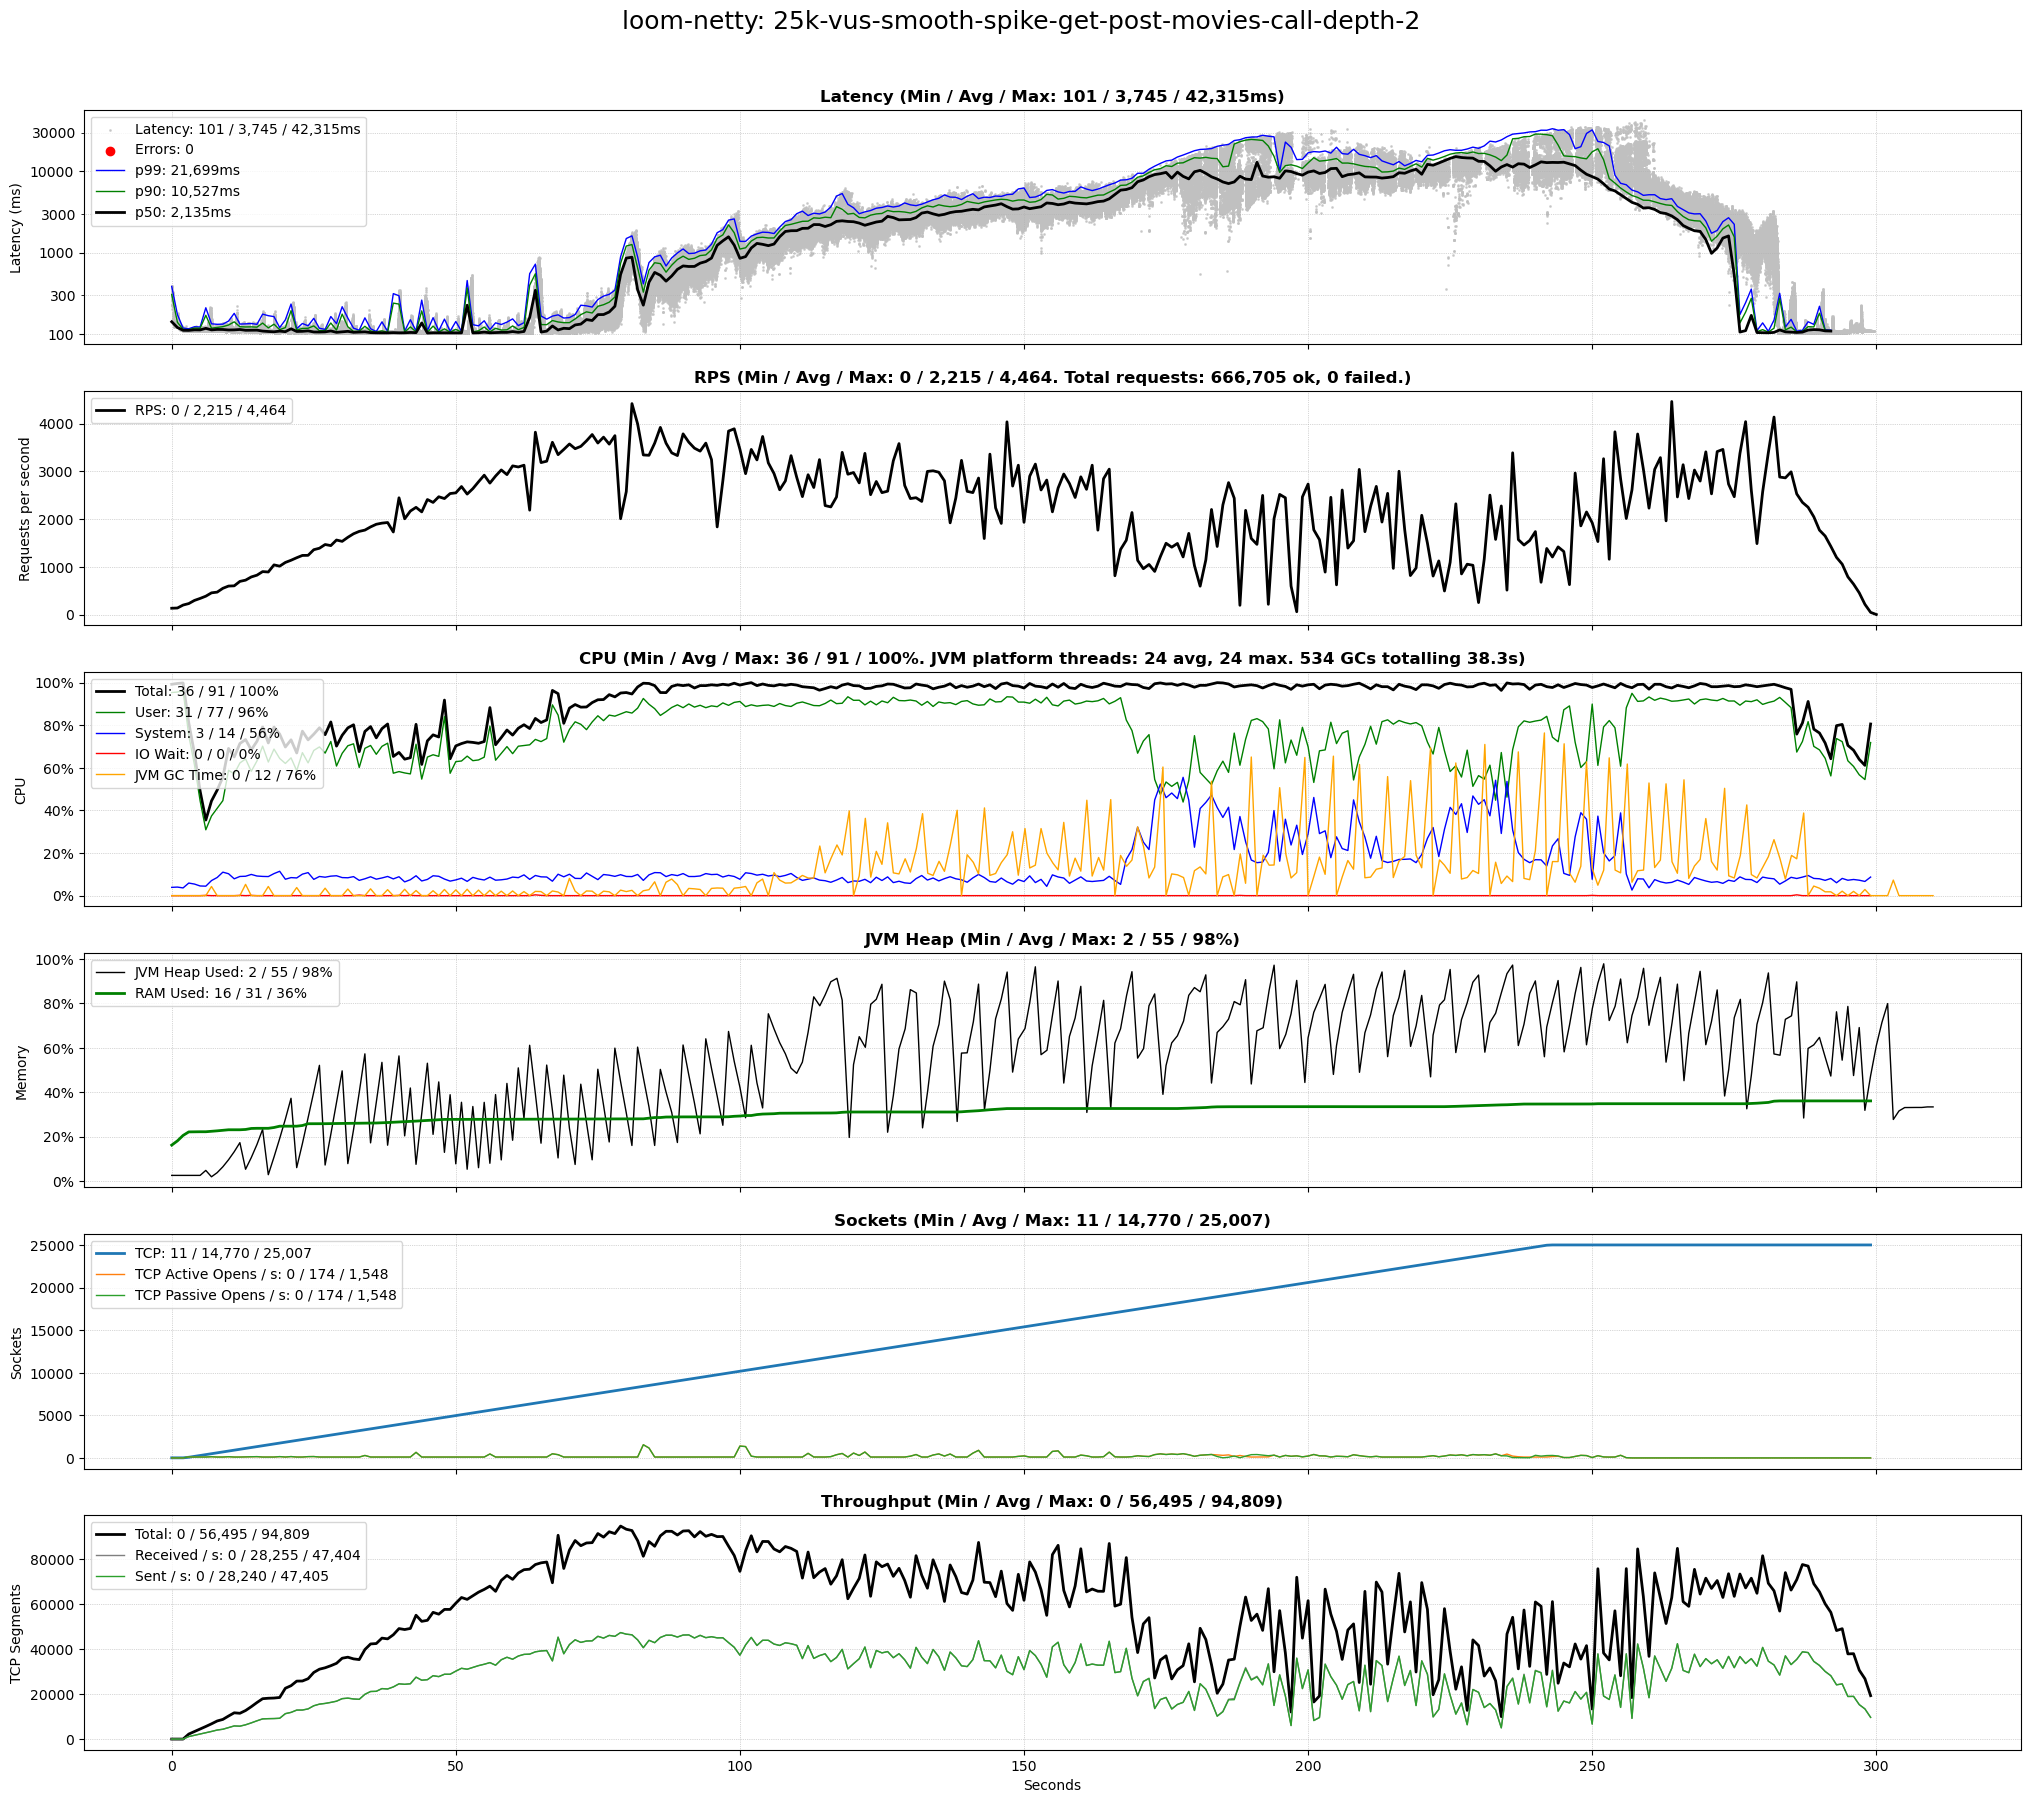 loom-netty: 25k-vus-smooth-spike-get-post-movies-call-depth-2
Latency (Min / Avg / Max: 101 / 3,745 / 42,315ms)
Latency (ms)
30000
10000
3000
1000
300
100
Latency: 101 / 3,745 / 42,315ms
Errors: 0
p99: 21,699ms
p90: 10,527ms
p50: 2,135ms
RPS (Min / Avg / Max: 0 / 2,215 / 4,464. Total requests: 666,705 ok, 0 failed.)
Requests per second
4000
3000
2000
1000
0
RPS: 0 / 2,215 / 4,464
CPU (Min / Avg / Max: 36 / 91 / 100%. JVM platform threads: 24 avg, 24 max. 534 GCs totalling 38.3s)
CPU
100%
80%
60%
40%
20%
0%
Total: 36 / 91 / 100%
User: 31 / 77 / 96%
System: 3 / 14 / 56%
IO Wait: 0 / 0 / 0%
JVM GC Time: 0 / 12 / 76%
JVM Heap (Min / Avg / Max: 2 / 55 / 98%)
Memory
100%
80%
60%
40%
20%
0%
JVM Heap Used: 2 / 55 / 98%
RAM Used: 16 / 31 / 36%
Sockets (Min / Avg / Max: 11 / 14,770 / 25,007)
Sockets
25000
20000
15000
10000
5000
0
TCP: 11 / 14,770 / 25,007
TCP Active Opens / s: 0 / 174 / 1,548
TCP Passive Opens / s: 0 / 174 / 1,548
Throughput (Min / Avg / Max: 0 / 56,495 / 94,809)
TCP Segments
80000
60000
40000
20000
0
Total: 0 / 56,495 / 94,809
Received / s: 0 / 28,255 / 47,404
Sent / s: 0 / 28,240 / 47,405
0 50 100 150 200 250 300
Seconds